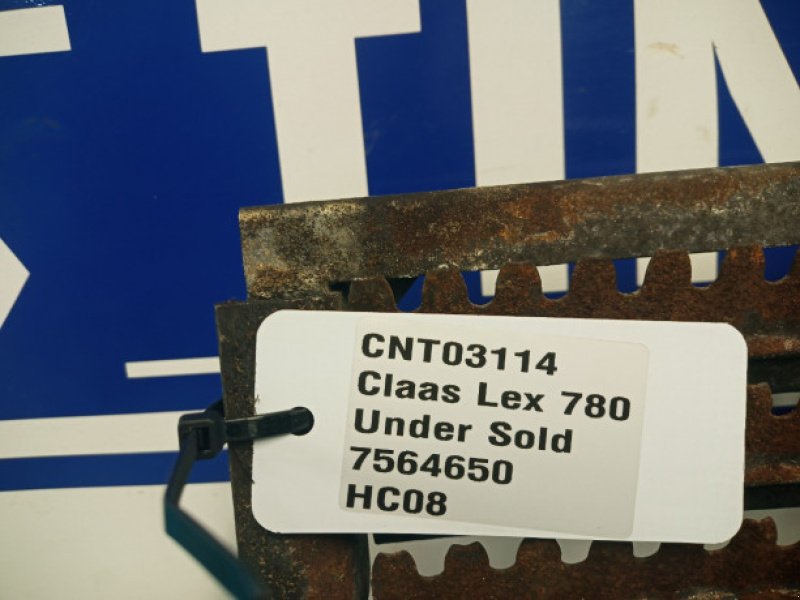 CNT03114
Claas Lex 780
Under Sold
7564650
HC08